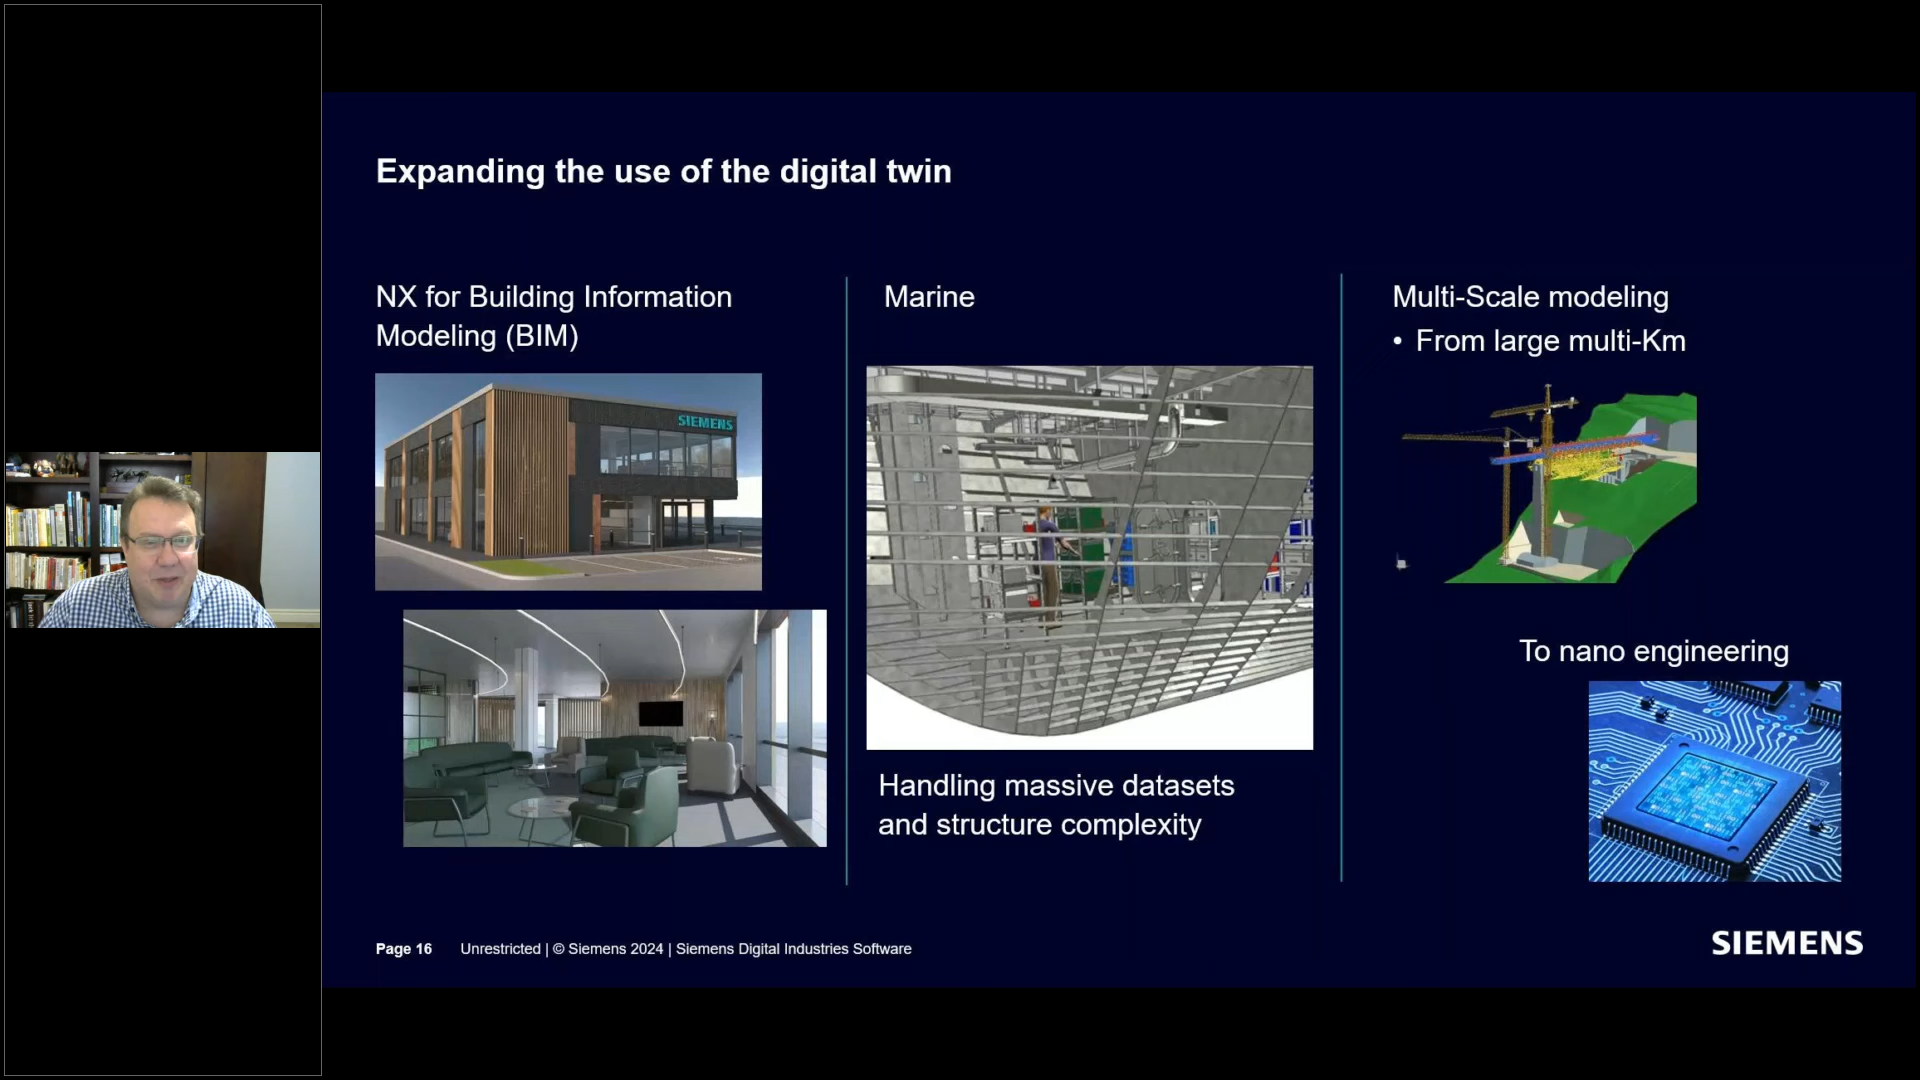 Expanding the use of the digital twin
NX for Building Information
Modeling (BIM)
SIEMENS
Marine
Handling massive datasets
and structure complexity
Multi-Scale modeling
• From large multi-Km
To nano engineering
Page 16 Unrestricted | © Siemens 2024 | Siemens Digital Industries Software
SIEMENS